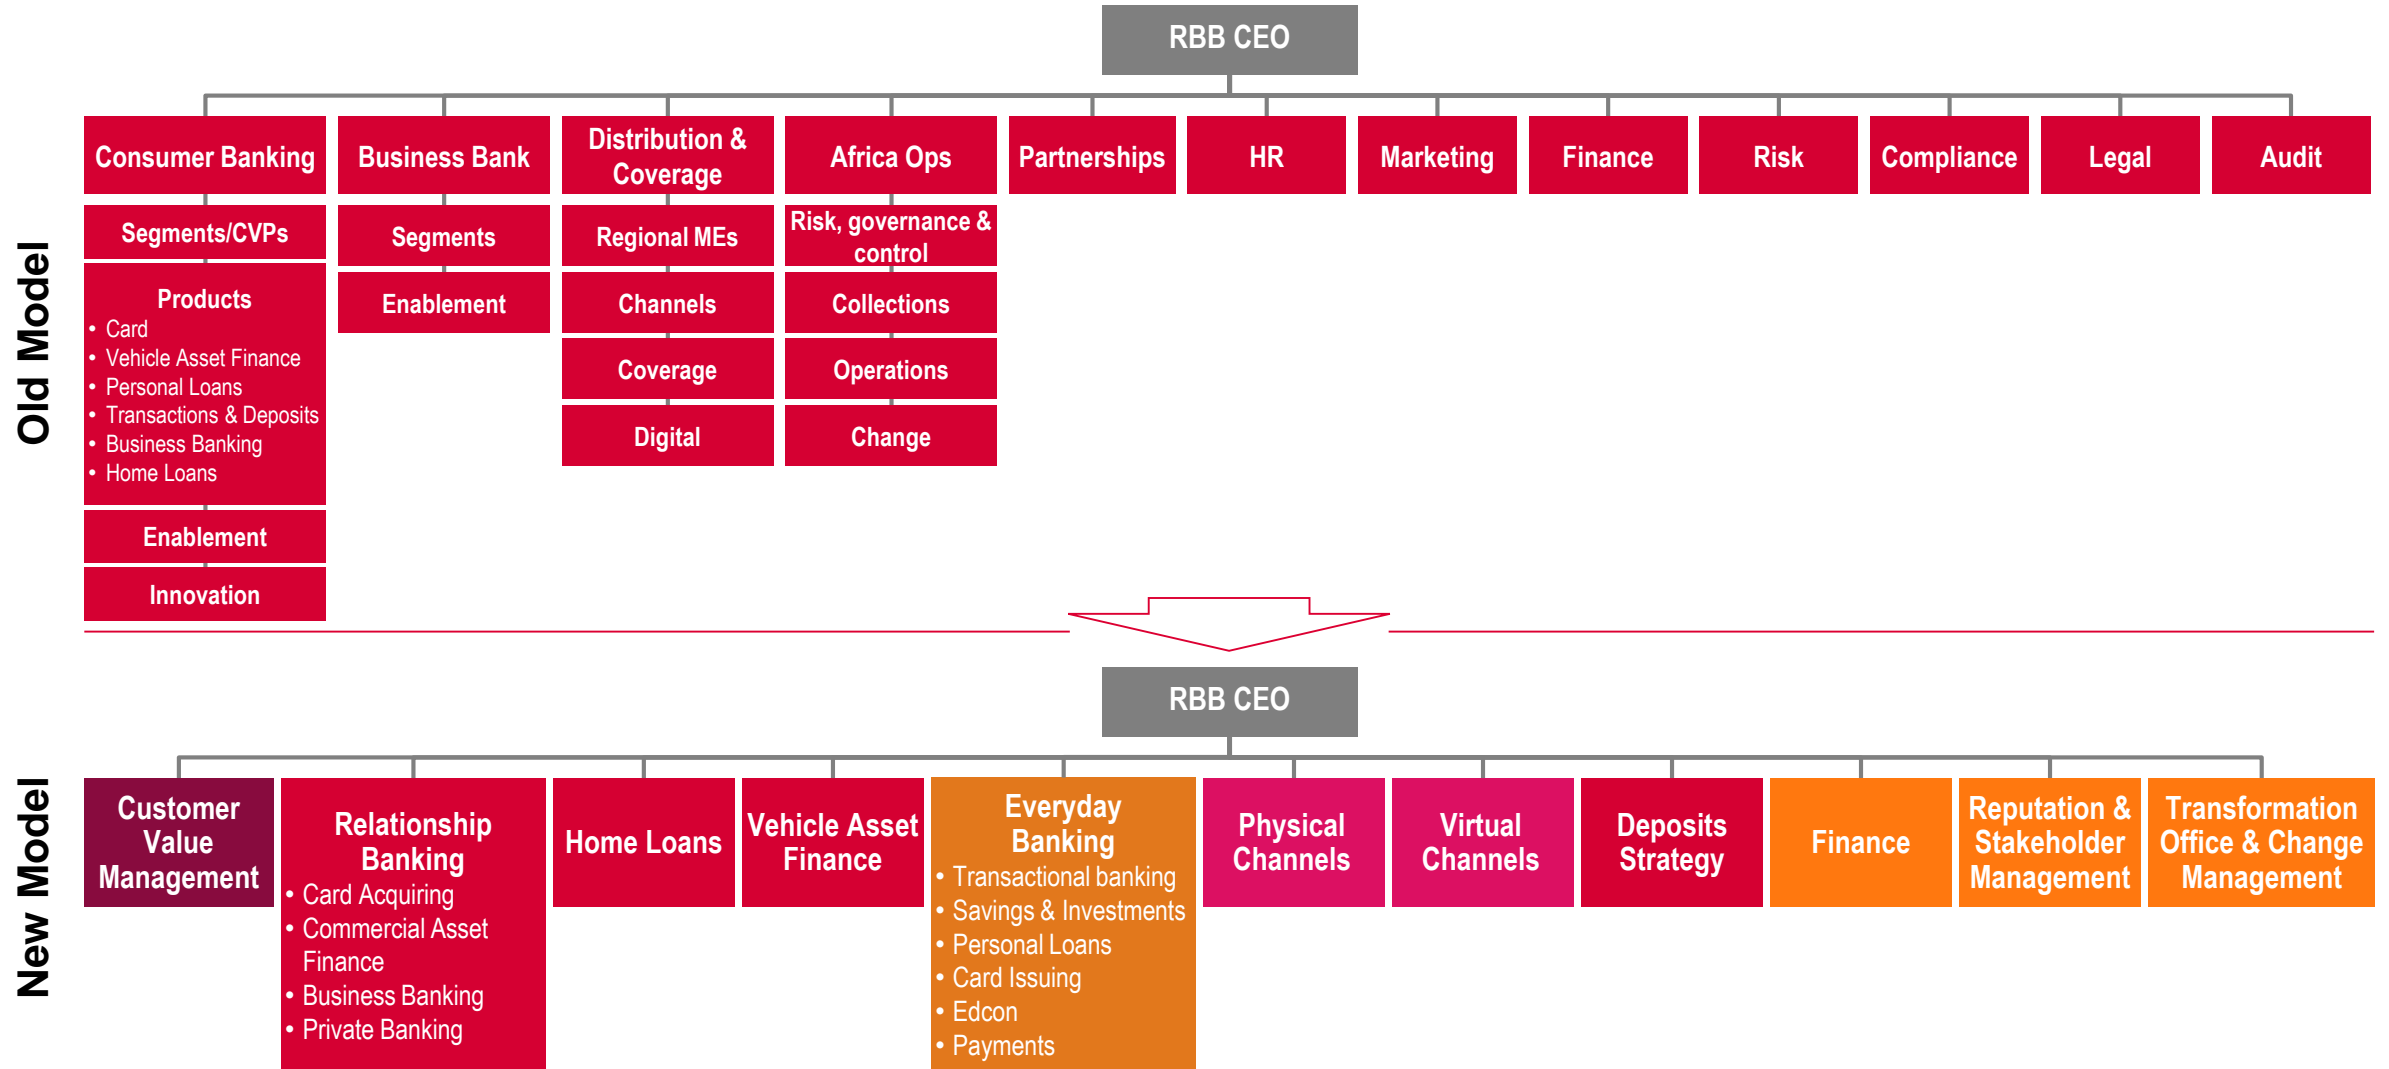 RBB CEO
Consumer Banking
Business Bank
Distribution &
Coverage
Africa Ops
Partnerships
HR
Marketing
Finance
Risk
Compliance
Legal
Audit
Old Model
Segments/CVPs
Products
• Card
• Vehicle Asset Finance
• Personal Loans
• Transactions & Deposits
• Business Banking
• Home Loans
Enablement
Innovation
Segments
Enablement
Regional MEs
Channels
Coverage
Digital
Risk, governance &
control
Collections
Operations
Change
RBB CEO
New Model
Customer
Value
Management
Relationship
Banking
• Card Acquiring
• Commercial Asset
Finance
• Business Banking
• Private Banking
Home Loans
Vehicle Asset
Finance
Everyday
Banking
• Transactional banking
• Savings & Investments
• Personal Loans
• Card Issuing
• Edcon
• Payments
Physical
Channels
Virtual
Channels
Deposits
Strategy
Finance
Reputation &
Stakeholder
Management
Transformation
Office & Change
Management